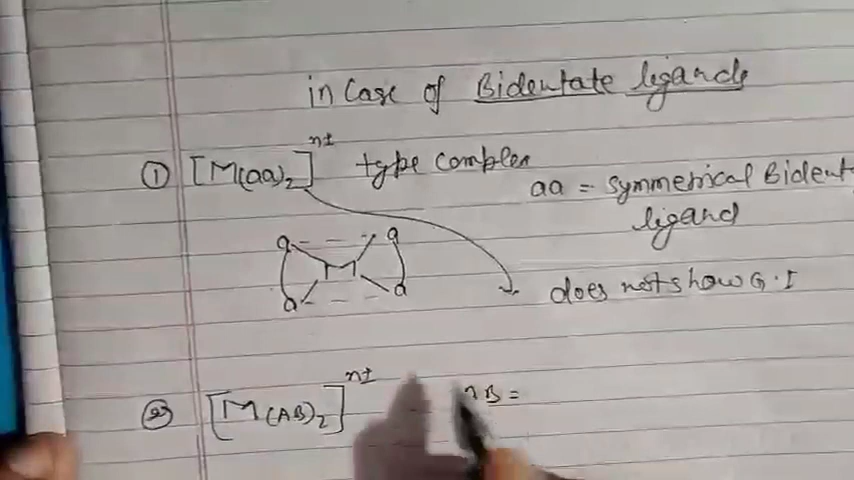 in Case of Bidentate ligands
① [M(aa)₂]ⁿ± type complex
aa = symmetrical Bident
ligand
a a
M
a a
does not show G.I
② [M(AB)₂]ⁿ±
B =